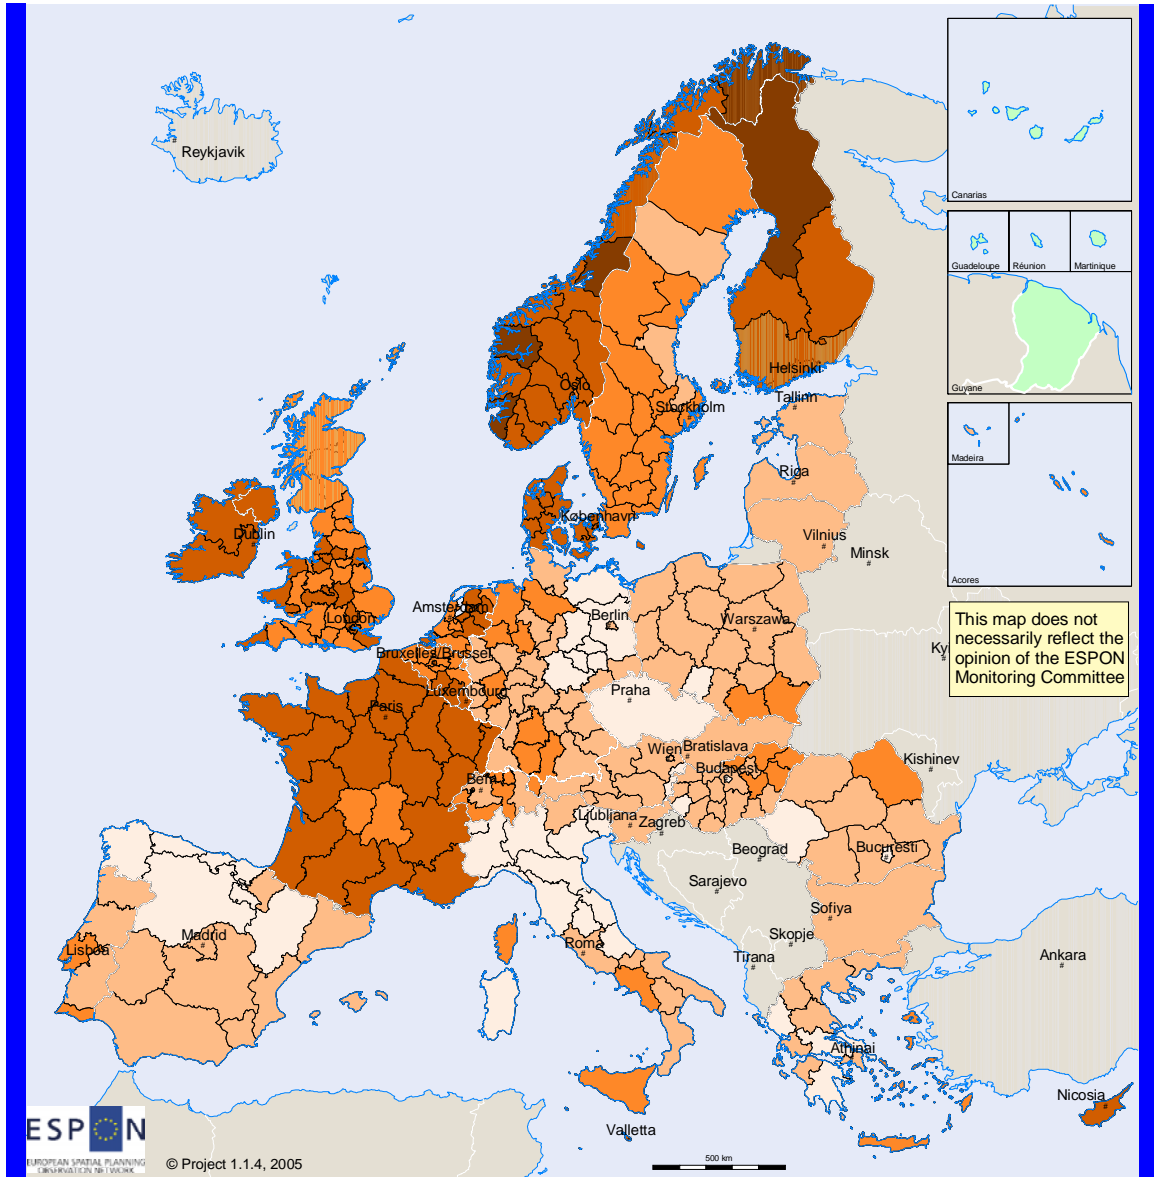 Reykjavik
Canarias
Guadeloupe
Réunion
Martinique
Guyane
Helsinki
Oslo
Tallinn
Stockholm
Madeira
Riga
København
Dublin
Vilnius
Minsk
Acores
Amsterdam
Berlin
London
Warszawa
This map does not
necessarily reflect the
opinion of the ESPON
Monitoring Committee
Bruxelles/Brussel
Luxembourg
Praha
Paris
Wien
Bratislava
Kishinev
Bern
Budapest
Ljubljana
Zagreb
Beograd
Bucuresti
Sarajevo
Sofiya
Madrid
Lisboa
Roma
Skopje
Tirana
Ankara
Athinai
Nicosia
Valletta
ESPON
EUROPEAN SPATIAL PLANNING
OBSERVATION NETWORK
© Project 1.1.4, 2005
500 km